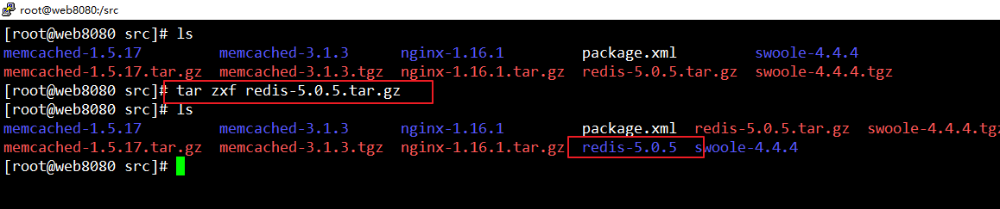 root@web8080:/src
[root@web8080 src]# ls
memcached-1.5.17 memcached-3.1.3 nginx-1.16.1 package.xml swoole-4.4.4
memcached-1.5.17.tar.gz memcached-3.1.3.tgz nginx-1.16.1.tar.gz redis-5.0.5.tar.gz swoole-4.4.4.tgz
[root@web8080 src]# tar zxf redis-5.0.5.tar.gz
[root@web8080 src]# ls
memcached-1.5.17 memcached-3.1.3 nginx-1.16.1 package.xml redis-5.0.5.tar.gz swoole-4.4.4.tgz
memcached-1.5.17.tar.gz memcached-3.1.3.tgz nginx-1.16.1.tar.gz redis-5.0.5 swoole-4.4.4
[root@web8080 src]#